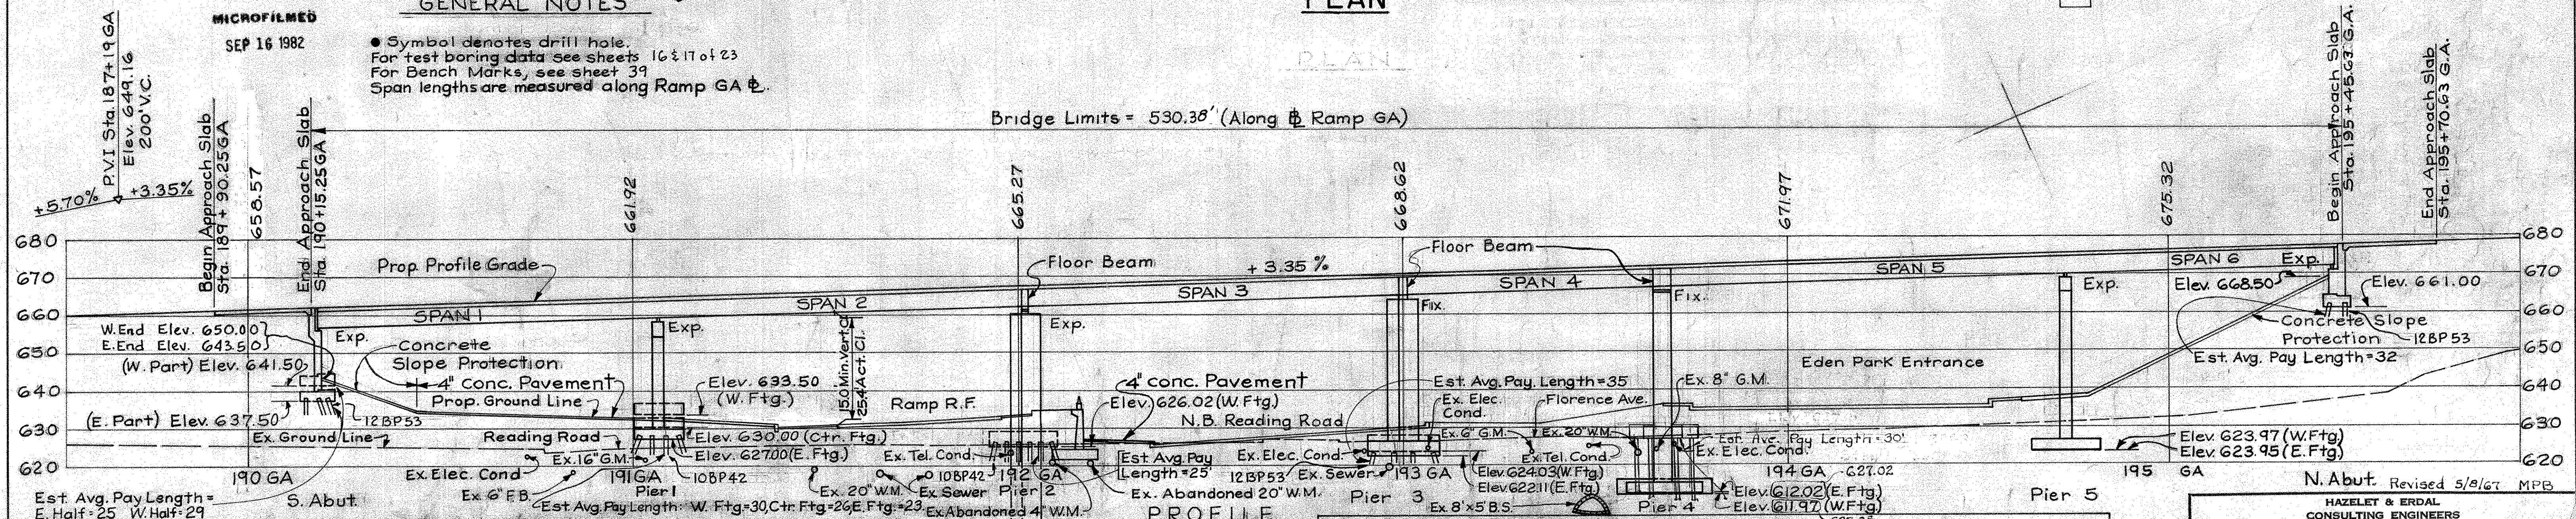 GENERAL NOTES
PLAN
MICROFILMED
SEP 16 1982
● Symbol denotes drill hole.
For test boring data see sheets 16 & 17 of 23
For Bench Marks, see sheet 39
Span lengths are measured along Ramp GA ℄.
PLAN
P.V.I Sta. 187+19 GA
Elev. 649.16
200' V.C.
+5.70%
+3.35%
Begin Approach Slab
Sta. 189 + 90.25 GA
658.57
End Approach Slab
Sta. 190+15.25 GA
Bridge Limits = 530.38' (Along ℄ Ramp GA)
661.92
665.27
668.62
671.97
675.32
Begin Approach Slab
Sta. 195+45.63 G.A.
End Approach Slab
Sta. 195+70.63 G.A.
680
670
660
650
640
630
620
Prop. Profile Grade
Floor Beam
+ 3.35 %
Floor Beam
SPAN 1
SPAN 2
SPAN 3
SPAN 4
SPAN 5
SPAN 6
Exp.
Exp.
Exp.
Fix.
Fix.
Exp.
Exp.
Elev. 668.50
Elev. 661.00
680
670
660
650
640
630
620
W. End Elev. 650.00
E. End Elev. 643.50
(W. Part) Elev. 641.50
(E. Part) Elev. 637.50
Concrete
Slope Protection
4" Conc. Pavement
Prop. Ground Line
12BP53
Ex. Ground Line
Reading Road
Elev. 633.50
(W. Ftg.)
15.0 Min. Vert. Cl.
25.4 Act. Cl.
Ramp R.F.
4" Conc. Pavement
Elev. 626.02 (W. Ftg.)
N.B. Reading Road
Est. Avg. Pay. Length=35
Ex. Elec.
Cond.
Florence Ave.
Ex. 8" G.M.
Eden Park Entrance
Concrete Slope
Protection
12BP53
Est. Avg. Pay Length=32
Elev. 630.00 (Ctr. Ftg.)
Elev. 627.00 (E. Ftg.)
Ex. Tel. Cond.
Est. Avg. Pay
Length=25'
Ex. Elec. Cond.
Ex. 6" G.M.
Ex. 20" W.M.
Est. Ave. Pay Length=30'
Ex. Elec. Cond.
Ex. Tel. Cond.
Elev. 623.97 (W. Ftg.)
Elev. 623.95 (E. Ftg.)
190 GA
Ex. Elec. Cond
Ex. 16" G.M.
191 GA
10BP42
10BP42
192 GA
12BP53
Ex. Sewer
193 GA
Elev. 624.03 (W. Ftg.)
Elev. 622.11 (E. Ftg.)
194 GA
627.02
195 GA
Est. Avg. Pay Length=
E. Half=25 W. Half=29
S. Abut.
Ex. 6" F.B.
Pier 1
Ex. 20" W.M.
Ex. Sewer
Pier 2
Ex. Abandoned 20" W.M.
Pier 3
Ex. 8'x5' B.S.
Pier 4
Elev. 612.02 (E. Ftg.)
Elev. 611.97 (W. Ftg.)
Pier 5
N. Abut.
Revised 5/8/67 MPB
Est. Avg. Pay Length: W. Ftg.=30, Ctr. Ftg=26, E. Ftg.=23
Ex. Abandoned 4" W.M.
PROFILE
HAZELET & ERDAL
CONSULTING ENGINEERS